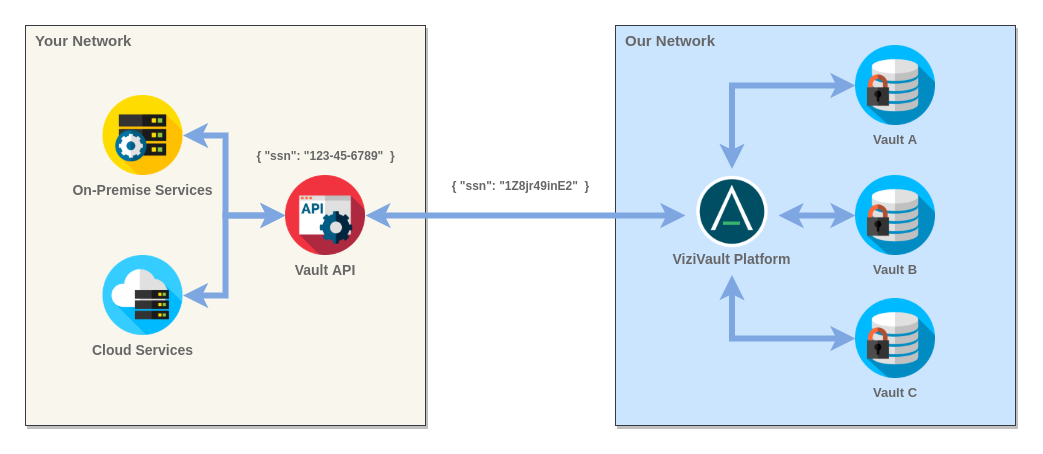 Your Network
Our Network
Vault A
{ "ssn": "123-45-6789" }
On-Premise Services
{ "ssn": "1Z8jr49inE2" }
API
Vault API
ViziVault Platform
Vault B
Cloud Services
Vault C